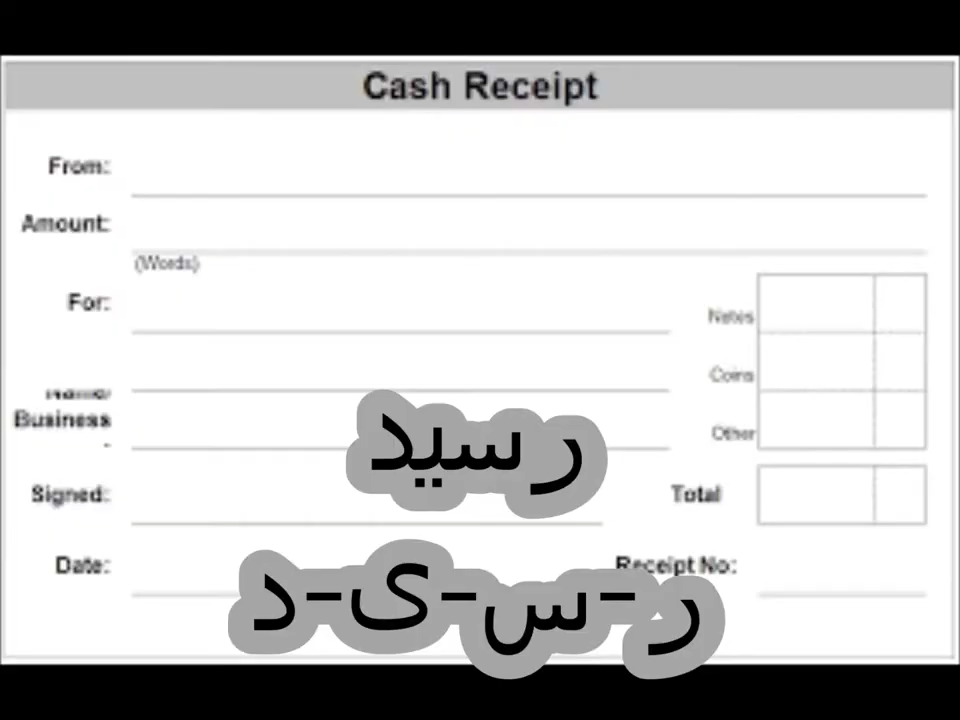 Cash Receipt
From:
Amount:
(Words)
For:
Notes
Coins
Business
Other
رسید
Signed:
Total
Date:
Receipt No:
ر-س-ی-د